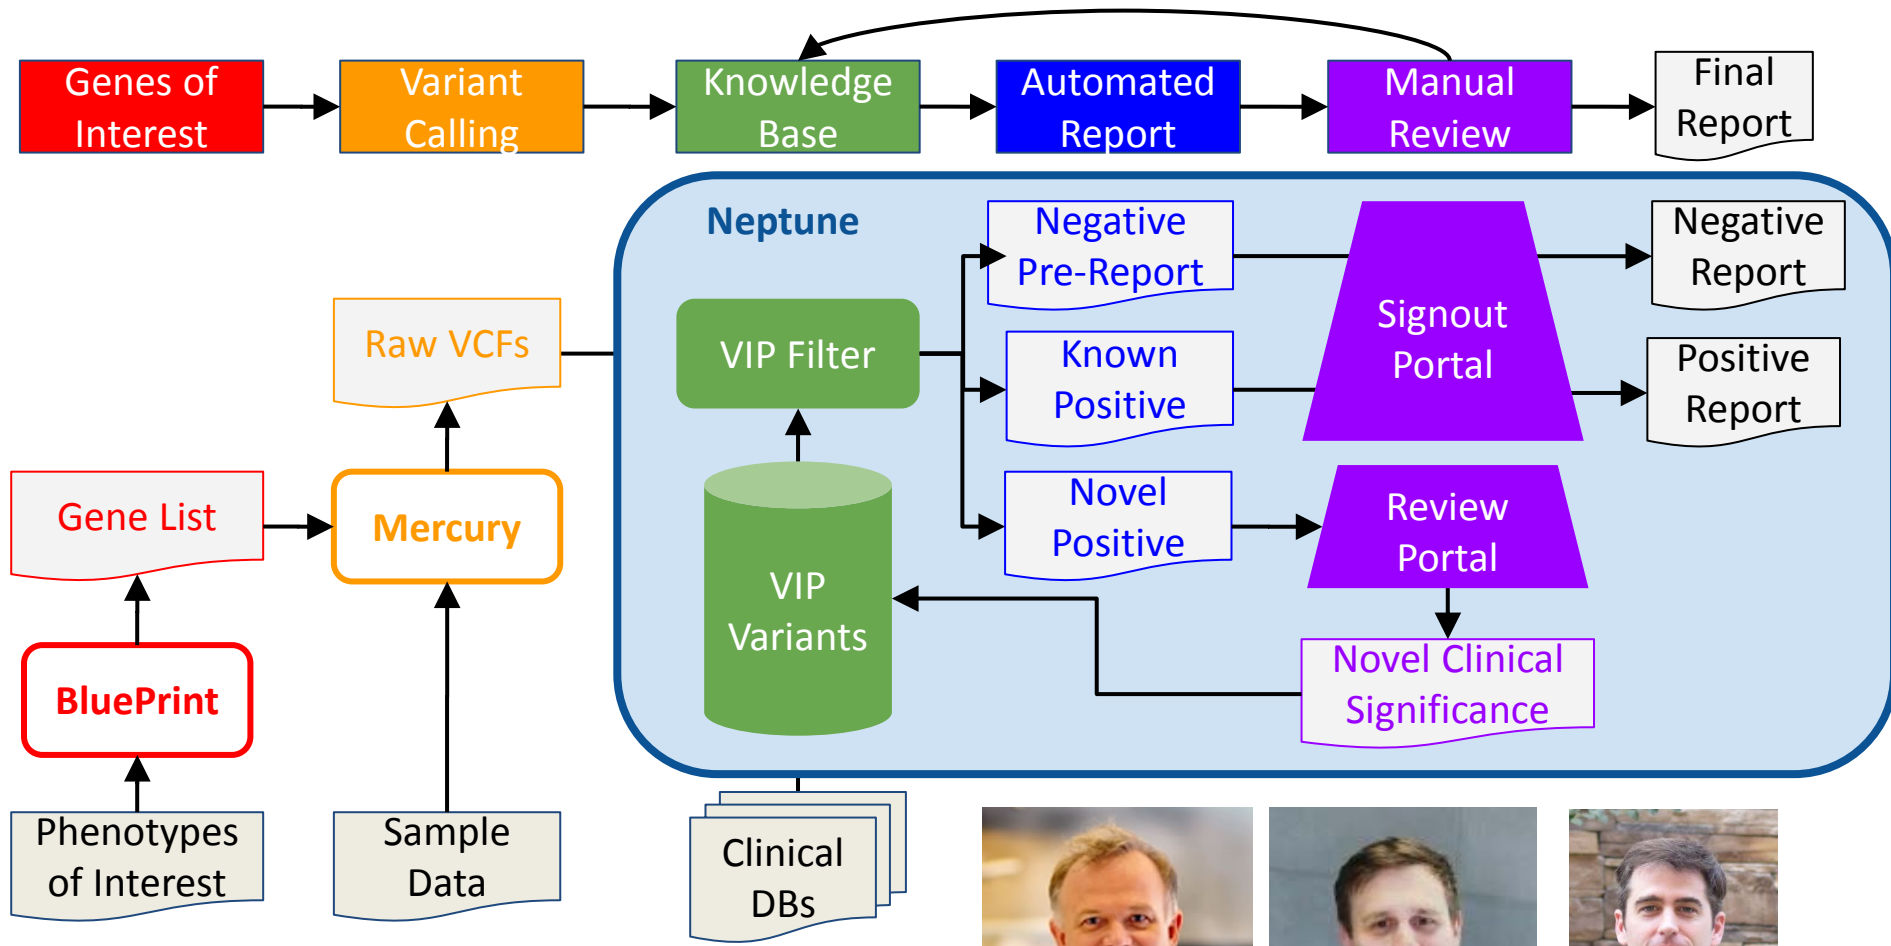 Genes of
Interest
Variant
Calling
Knowledge
Base
Automated
Report
Manual
Review
Final
Report
Neptune
Negative
Pre-Report
Negative
Report
Signout
Portal
Raw VCFs
VIP Filter
Known
Positive
Positive
Report
Gene List
Mercury
Novel
Positive
Review
Portal
VIP
Variants
BluePrint
Novel Clinical
Significance
Phenotypes
of Interest
Sample
Data
Clinical
DBs